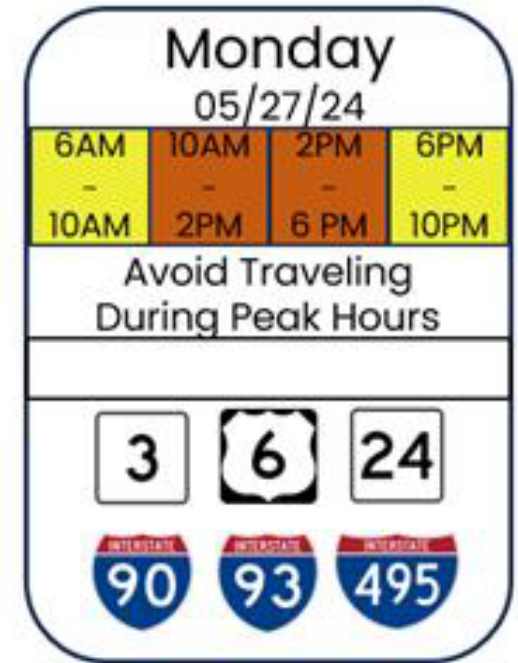 Monday
05/27/24
6AM 10AM 2PM 6PM
- - - -
10AM 2PM 6 PM 10PM
Avoid Traveling
During Peak Hours
3 6 24
INTERSTATE INTERSTATE INTERSTATE
90 93 495